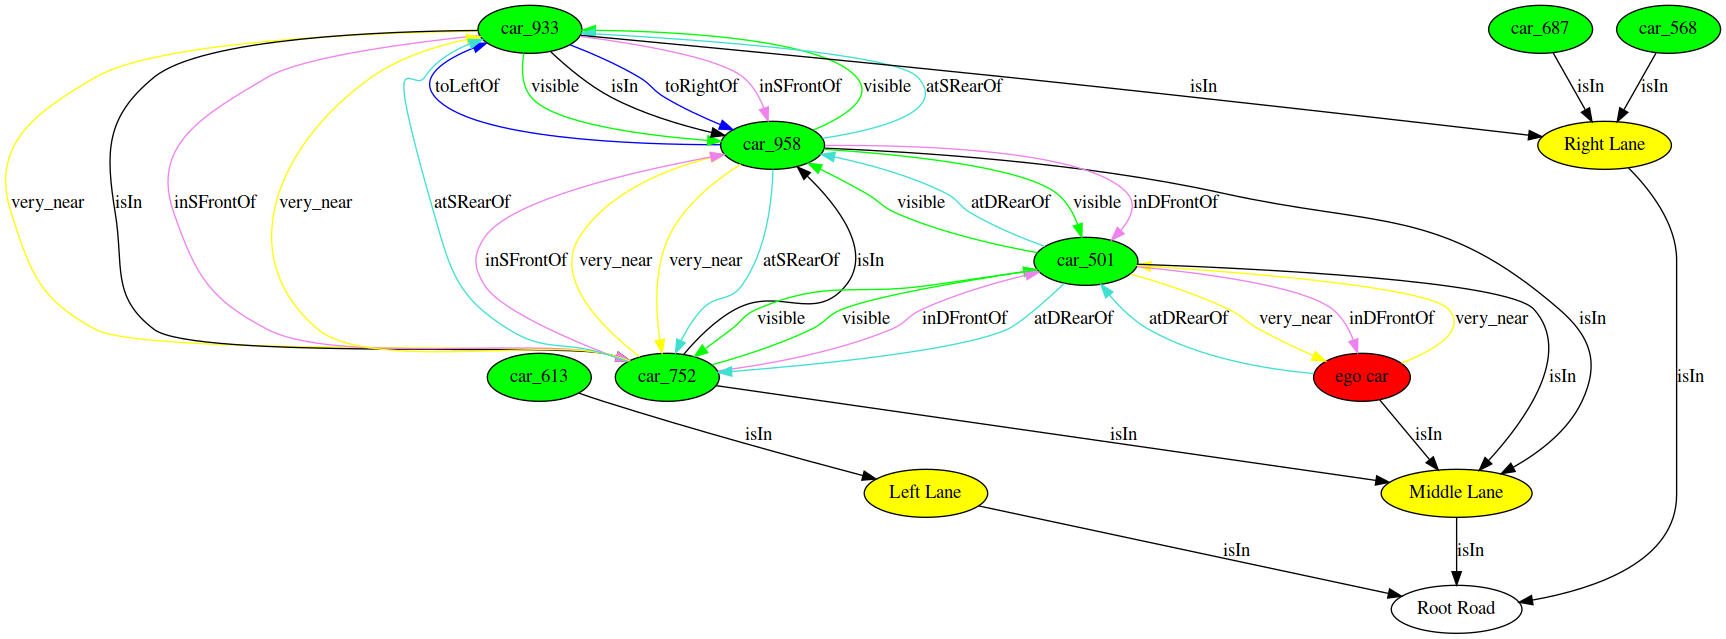 car_933
car_687
car_568
toLeftOf
visible
isIn
toRightOf
inSFrontOf
visible
atSRearOf
isIn
isIn
isIn
car_958
Right Lane
very_near
isIn
inSFrontOf
very_near
atSRearOf
visible
atDRearOf
visible
inDFrontOf
inSFrontOf
very_near
very_near
atSRearOf
isIn
car_501
visible
visible
inDFrontOf
atDRearOf
atDRearOf
very_near
inDFrontOf
very_near
isIn
car_613
car_752
ego car
isIn
isIn
isIn
isIn
isIn
Left Lane
Middle Lane
isIn
isIn
Root Road